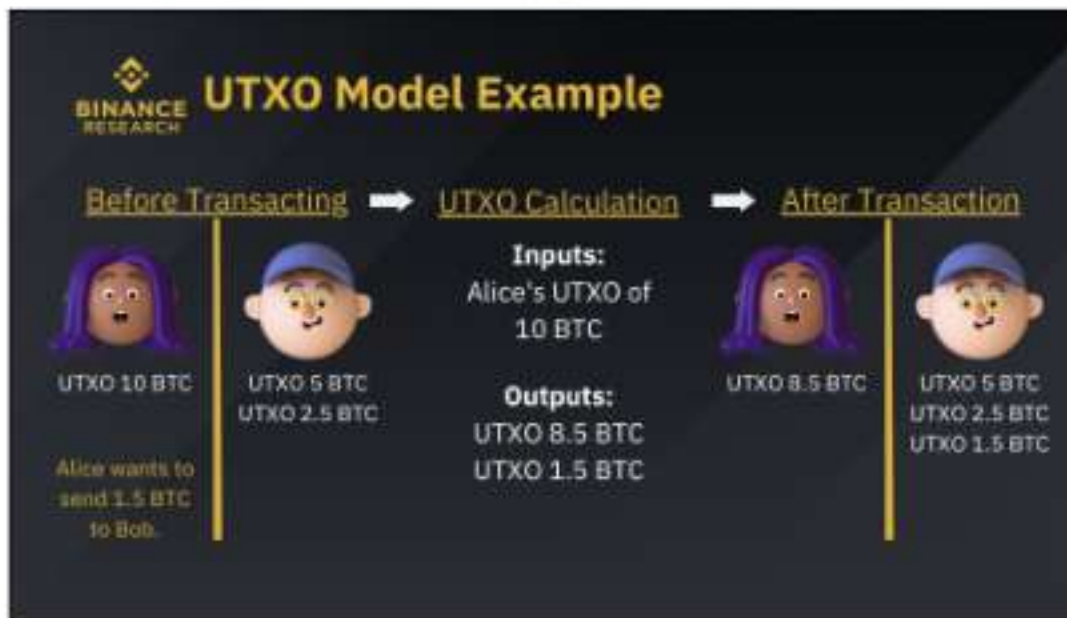 BINANCE
RESEARCH
UTXO Model Example
Before Transacting
UTXO Calculation
After Transaction
UTXO 10 BTC
Alice wants to
send 1.5 BTC
to Bob.
UTXO 5 BTC
UTXO 2.5 BTC
Inputs:
Alice's UTXO of
10 BTC
Outputs:
UTXO 8.5 BTC
UTXO 1.5 BTC
UTXO 8.5 BTC
UTXO 5 BTC
UTXO 2.5 BTC
UTXO 1.5 BTC